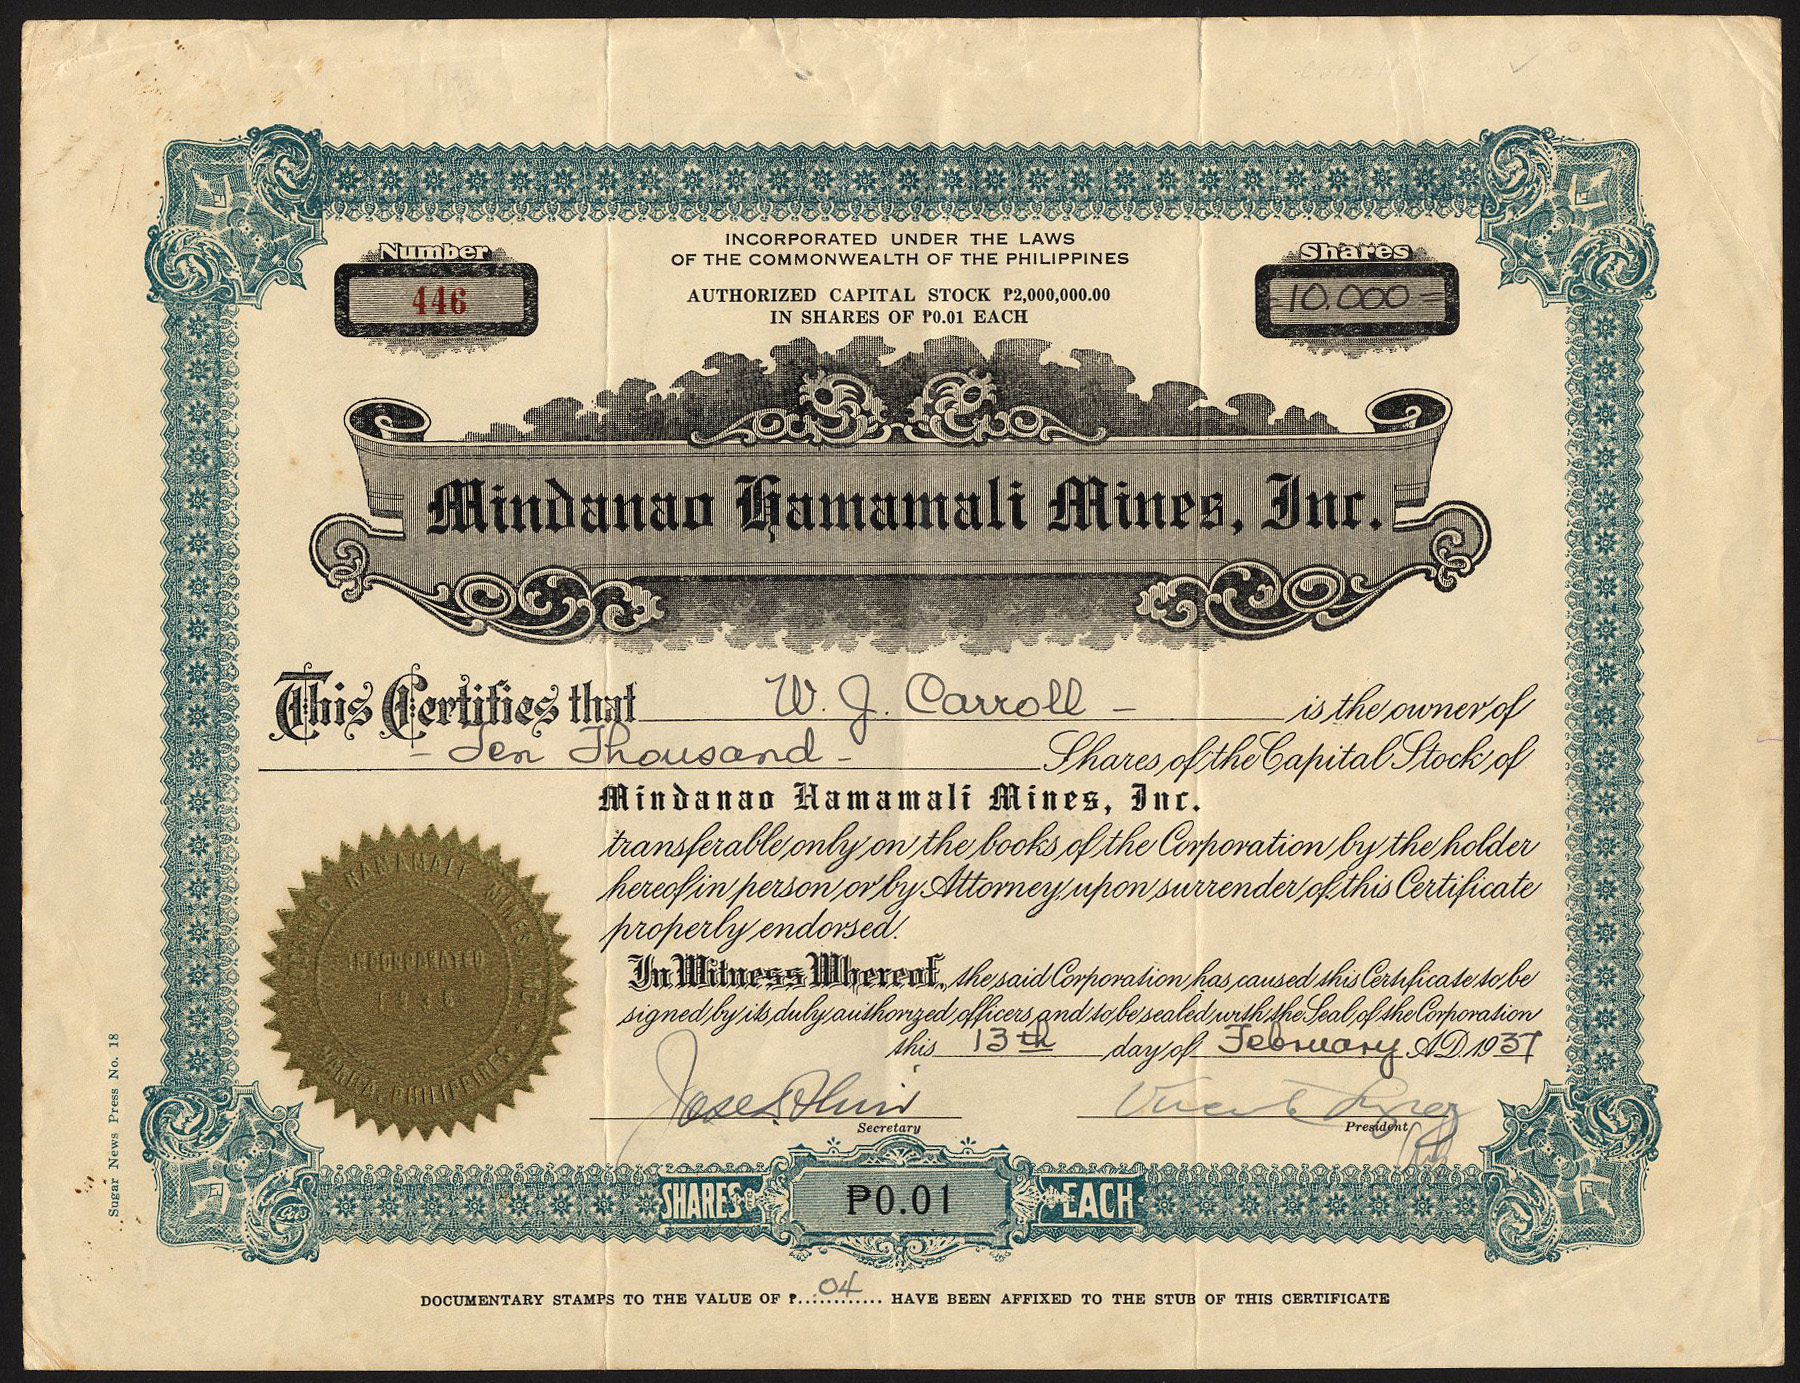 INCORPORATED UNDER THE LAWS
OF THE COMMONWEALTH OF THE PHILIPPINES
Number
446
Shares
10.000 =
AUTHORIZED CAPITAL STOCK ₱2,000,000.00
IN SHARES OF ₱0.01 EACH
Mindanao Hamamali Mines, Inc.
This Certifies that W. J. Carroll - is the owner of
- Ten Thousand - Shares of the Capital Stock of
Mindanao Hamamali Mines, Inc.
transferable only on the books of the Corporation by the holder
hereof in person or by Attorney, upon surrender of this Certificate
properly endorsed.
In Witness Whereof, the said Corporation has caused this Certificate to be
signed by its duly authorized officers and to be sealed with the Seal of the Corporation
this 13th day of February A.D. 1937
HAMAMALI MINES
INCORPORATED
1936
PHILIPPINES
Secretary
President
SHARES ₱0.01 EACH
DOCUMENTARY STAMPS TO THE VALUE OF ₱...04... HAVE BEEN AFFIXED TO THE STUB OF THIS CERTIFICATE
Sugar News Press No. 18